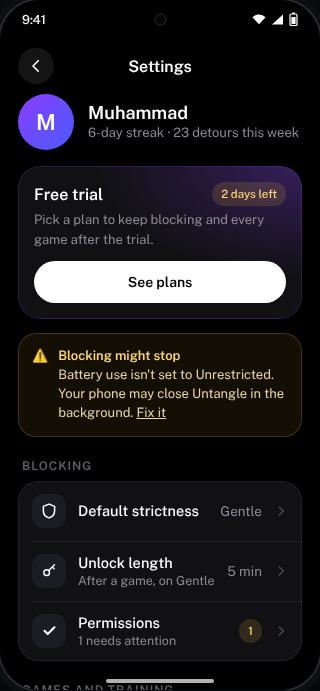 9:41
Settings
M
Muhammad
6-day streak · 23 detours this week
Free trial
2 days left
Pick a plan to keep blocking and every
game after the trial.
See plans
Blocking might stop
Battery use isn't set to Unrestricted.
Your phone may close Untangle in the
background. Fix it
BLOCKING
Default strictness
Gentle
Unlock length
After a game, on Gentle
5 min
Permissions
1 needs attention
1
GAMES AND TRAINING